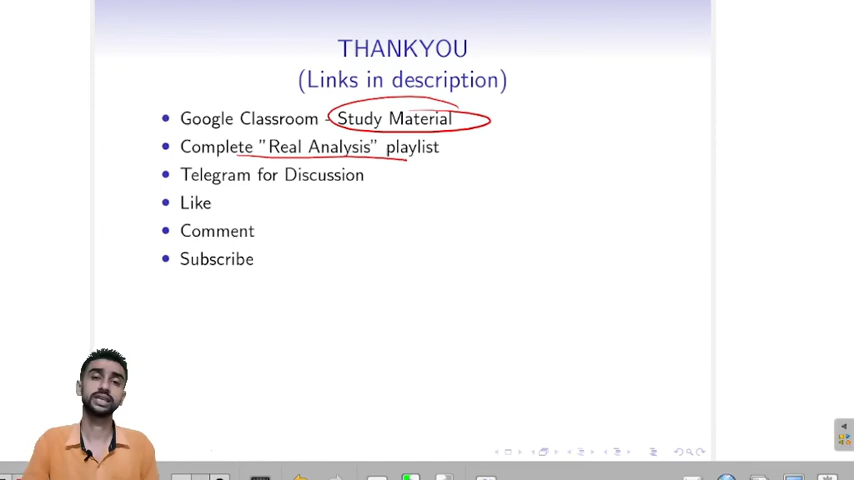 THANKYOU
(Links in description)
Google Classroom - Study Material
Complete "Real Analysis" playlist
Telegram for Discussion
Like
Comment
Subscribe